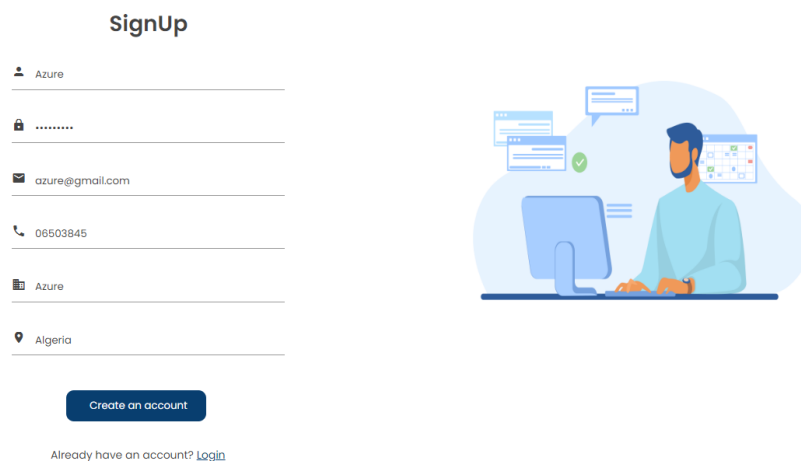 SignUp
Azure
•••••••••
azure@gmail.com
06503845
Azure
Algeria
Create an account
Already have an account? Login